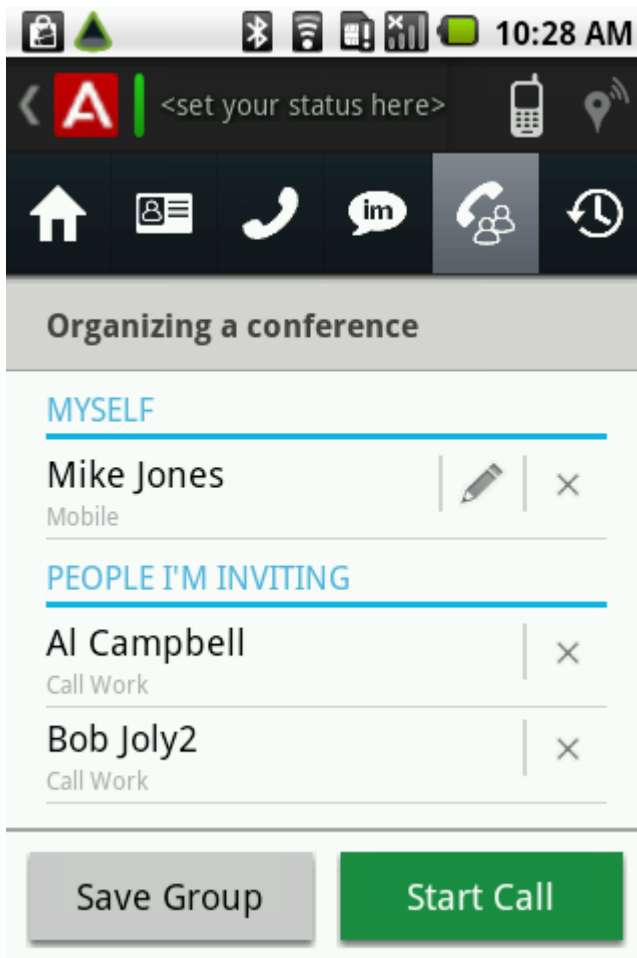 10:28 AM
<set your status here>
im
Organizing a conference
MYSELF
Mike Jones
Mobile
PEOPLE I'M INVITING
Al Campbell
Call Work
Bob Joly2
Call Work
Save Group
Start Call